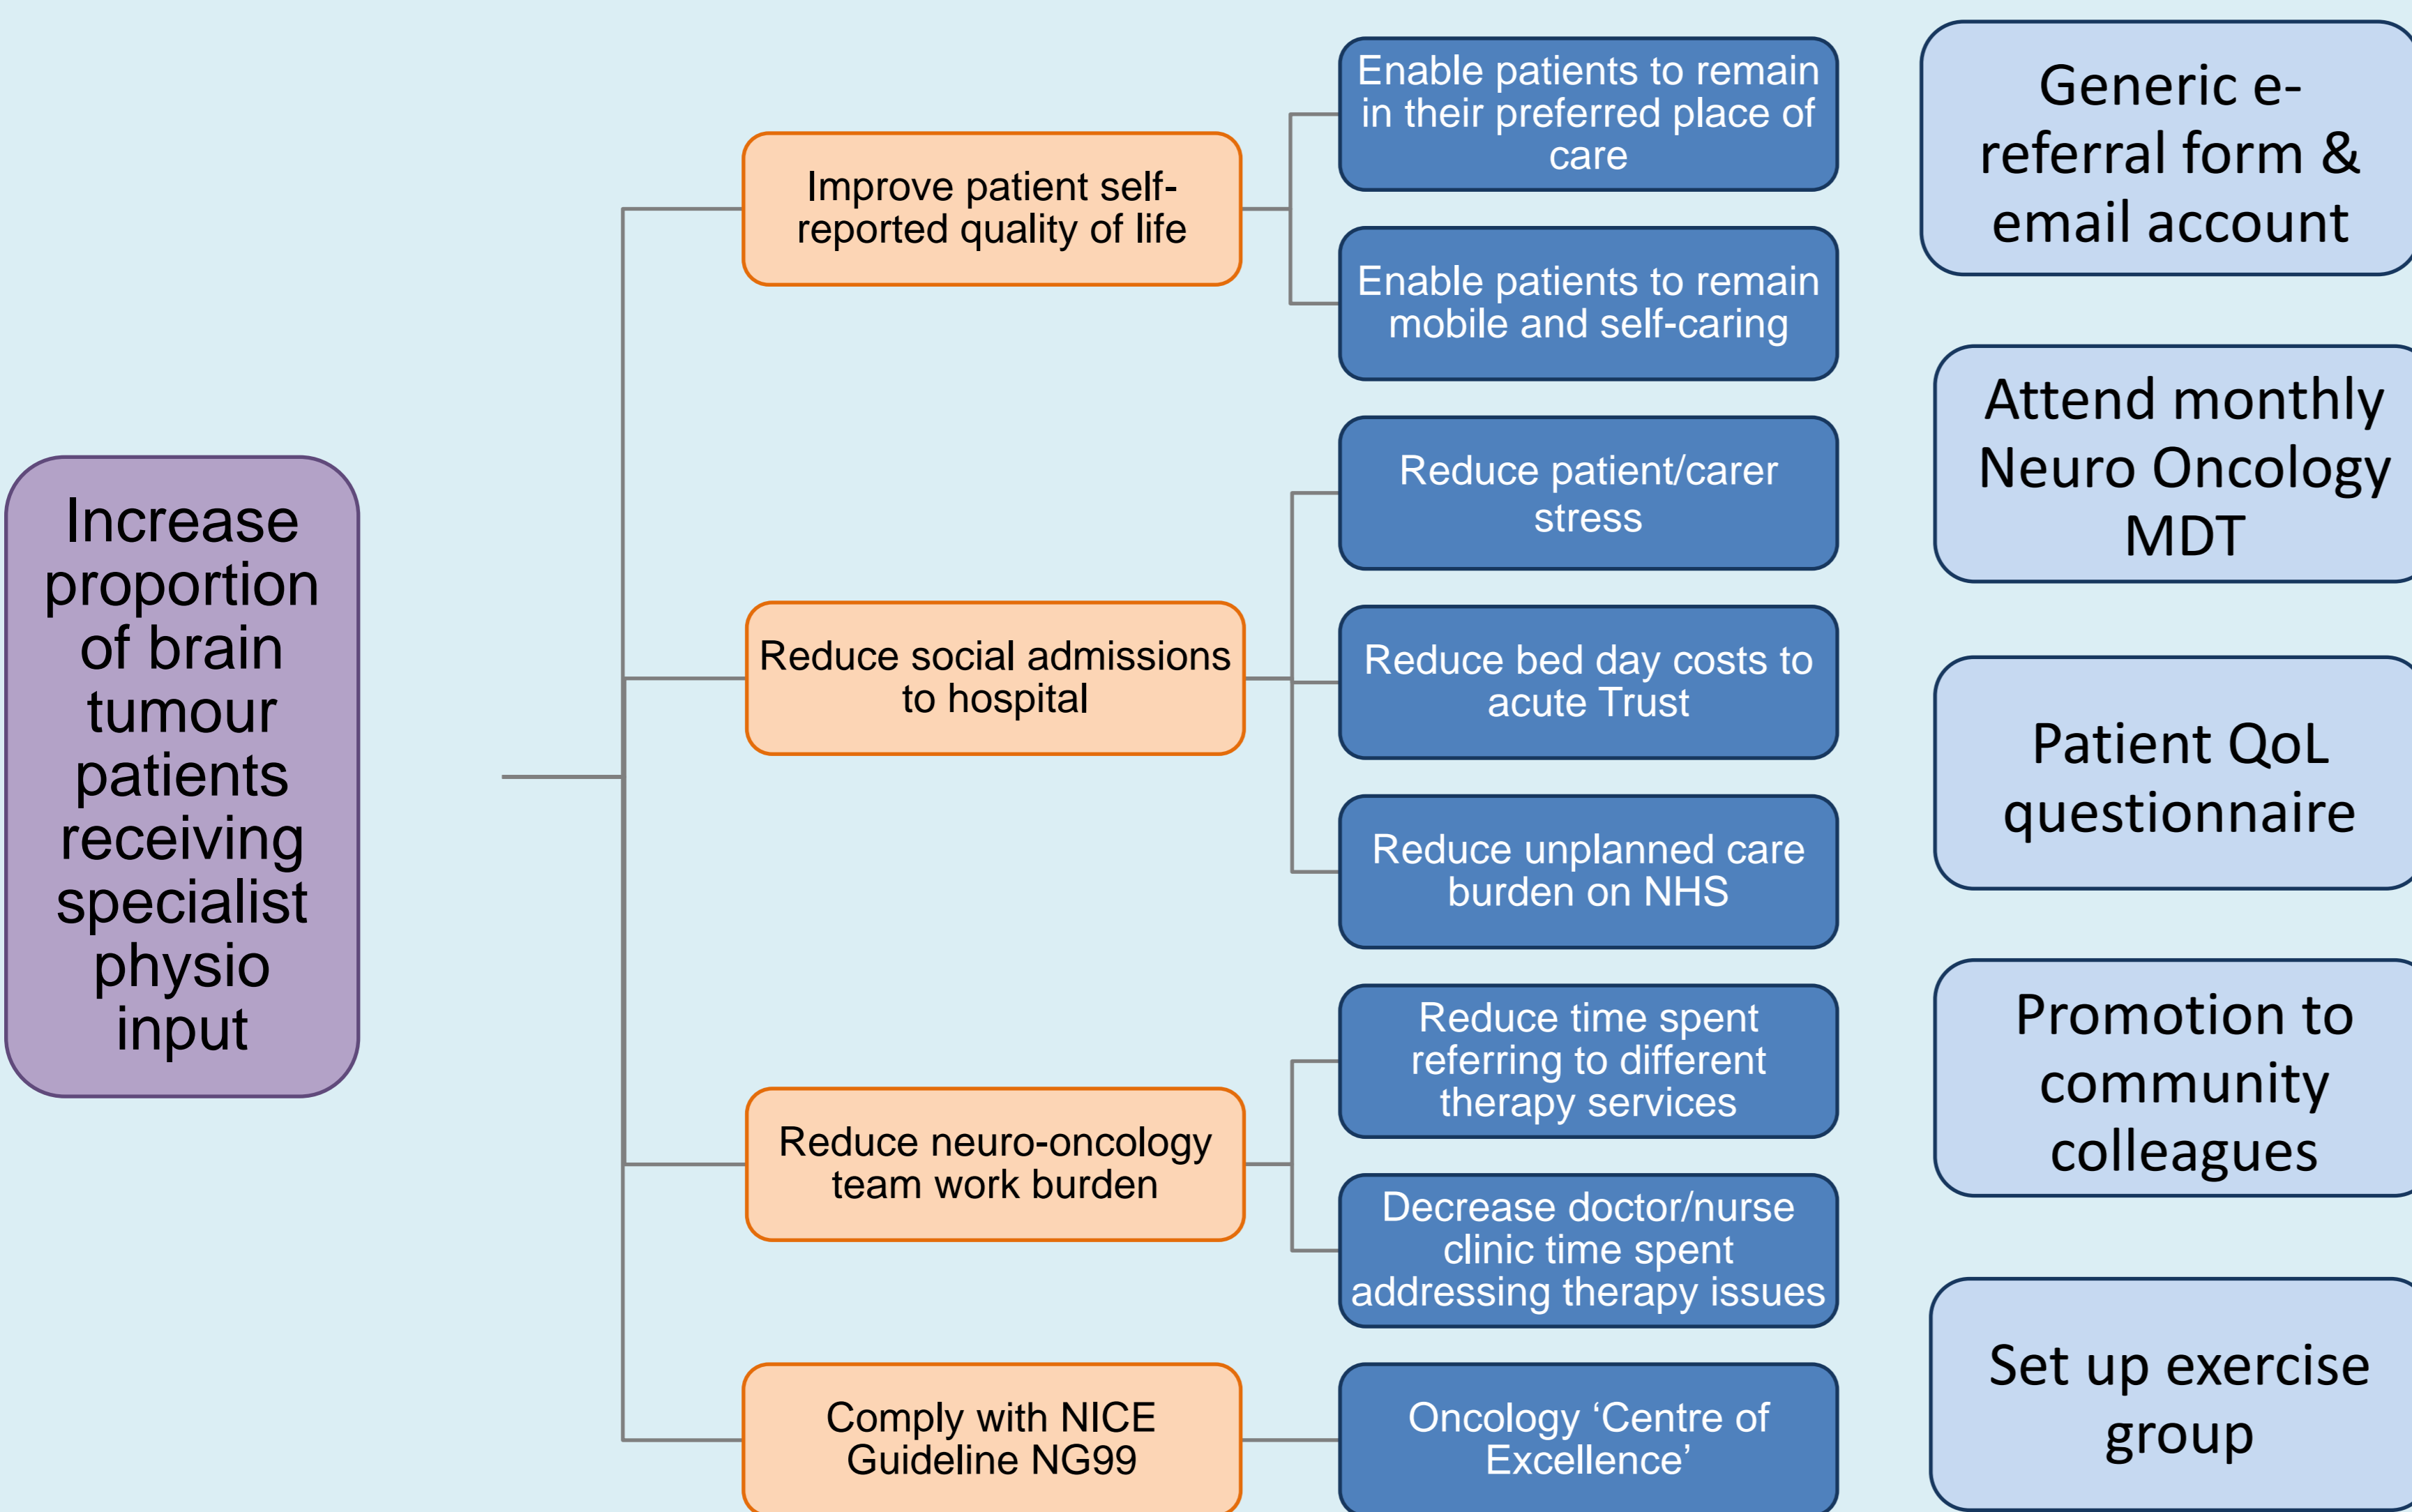 Increase
proportion
of brain
tumour
patients
receiving
specialist
physio
input
Improve patient self-
reported quality of life
Reduce social admissions
to hospital
Reduce neuro-oncology
team work burden
Comply with NICE
Guideline NG99
Enable patients to remain
in their preferred place of
care
Enable patients to remain
mobile and self-caring
Reduce patient/carer
stress
Reduce bed day costs to
acute Trust
Reduce unplanned care
burden on NHS
Reduce time spent
referring to different
therapy services
Decrease doctor/nurse
clinic time spent
addressing therapy issues
Oncology ‘Centre of
Excellence’
Generic e-
referral form &
email account
Attend monthly
Neuro Oncology
MDT
Patient QoL
questionnaire
Promotion to
community
colleagues
Set up exercise
group